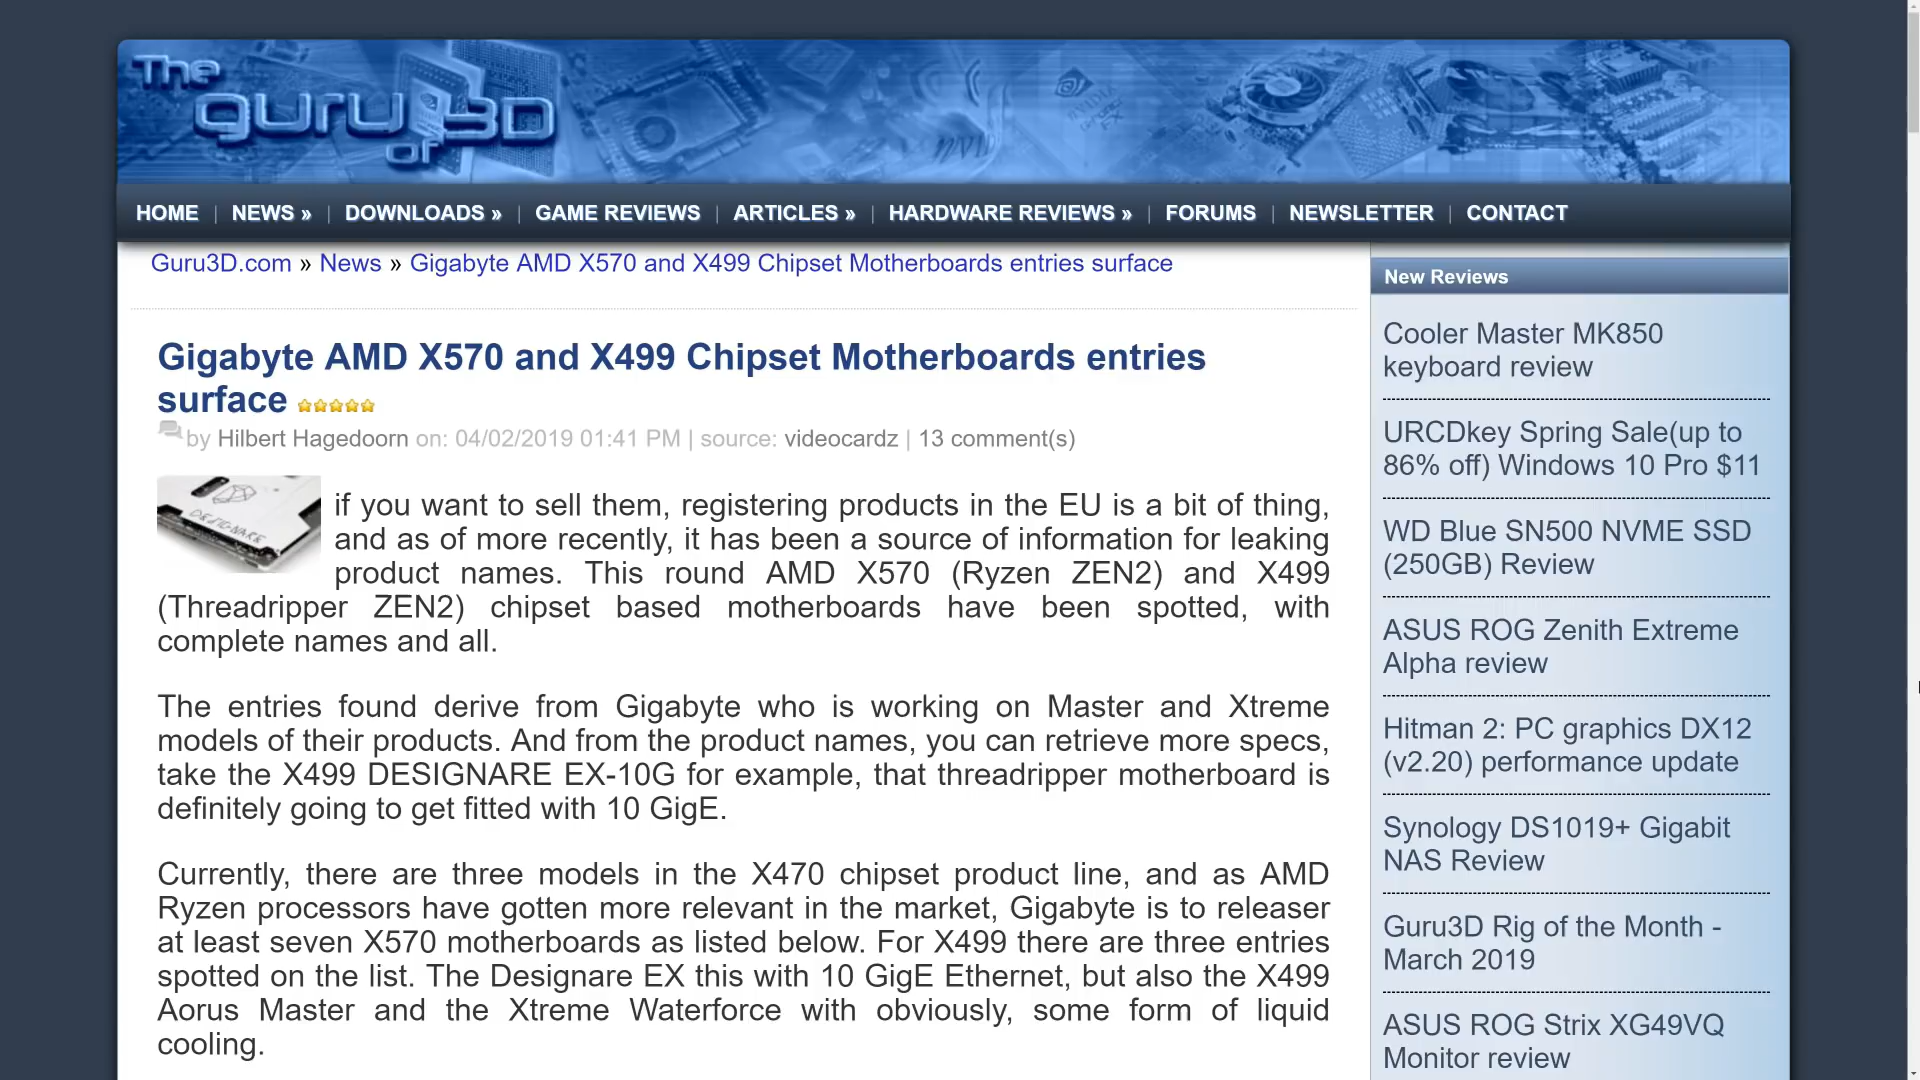 The guru of 3D
HOME | NEWS » | DOWNLOADS » | GAME REVIEWS | ARTICLES » | HARDWARE REVIEWS » | FORUMS | NEWSLETTER | CONTACT
Guru3D.com » News » Gigabyte AMD X570 and X499 Chipset Motherboards entries surface
Gigabyte AMD X570 and X499 Chipset Motherboards entries
surface
by Hilbert Hagedoorn on: 04/02/2019 01:41 PM | source: videocardz | 13 comment(s)
DESIGNARE
if you want to sell them, registering products in the EU is a bit of thing,
and as of more recently, it has been a source of information for leaking
product names. This round AMD X570 (Ryzen ZEN2) and X499
(Threadripper ZEN2) chipset based motherboards have been spotted, with
complete names and all.
The entries found derive from Gigabyte who is working on Master and Xtreme
models of their products. And from the product names, you can retrieve more specs,
take the X499 DESIGNARE EX-10G for example, that threadripper motherboard is
definitely going to get fitted with 10 GigE.
Currently, there are three models in the X470 chipset product line, and as AMD
Ryzen processors have gotten more relevant in the market, Gigabyte is to releaser
at least seven X570 motherboards as listed below. For X499 there are three entries
spotted on the list. The Designare EX this with 10 GigE Ethernet, but also the X499
Aorus Master and the Xtreme Waterforce with obviously, some form of liquid
cooling.
New Reviews
Cooler Master MK850
keyboard review
URCDkey Spring Sale(up to
86% off) Windows 10 Pro $11
WD Blue SN500 NVME SSD
(250GB) Review
ASUS ROG Zenith Extreme
Alpha review
Hitman 2: PC graphics DX12
(v2.20) performance update
Synology DS1019+ Gigabit
NAS Review
Guru3D Rig of the Month -
March 2019
ASUS ROG Strix XG49VQ
Monitor review